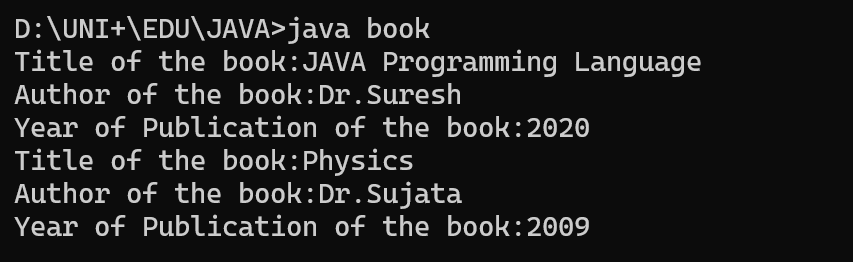 D:\UNI+\EDU\JAVA>java book
Title of the book:JAVA Programming Language
Author of the book:Dr.Suresh
Year of Publication of the book:2020
Title of the book:Physics
Author of the book:Dr.Sujata
Year of Publication of the book:2009